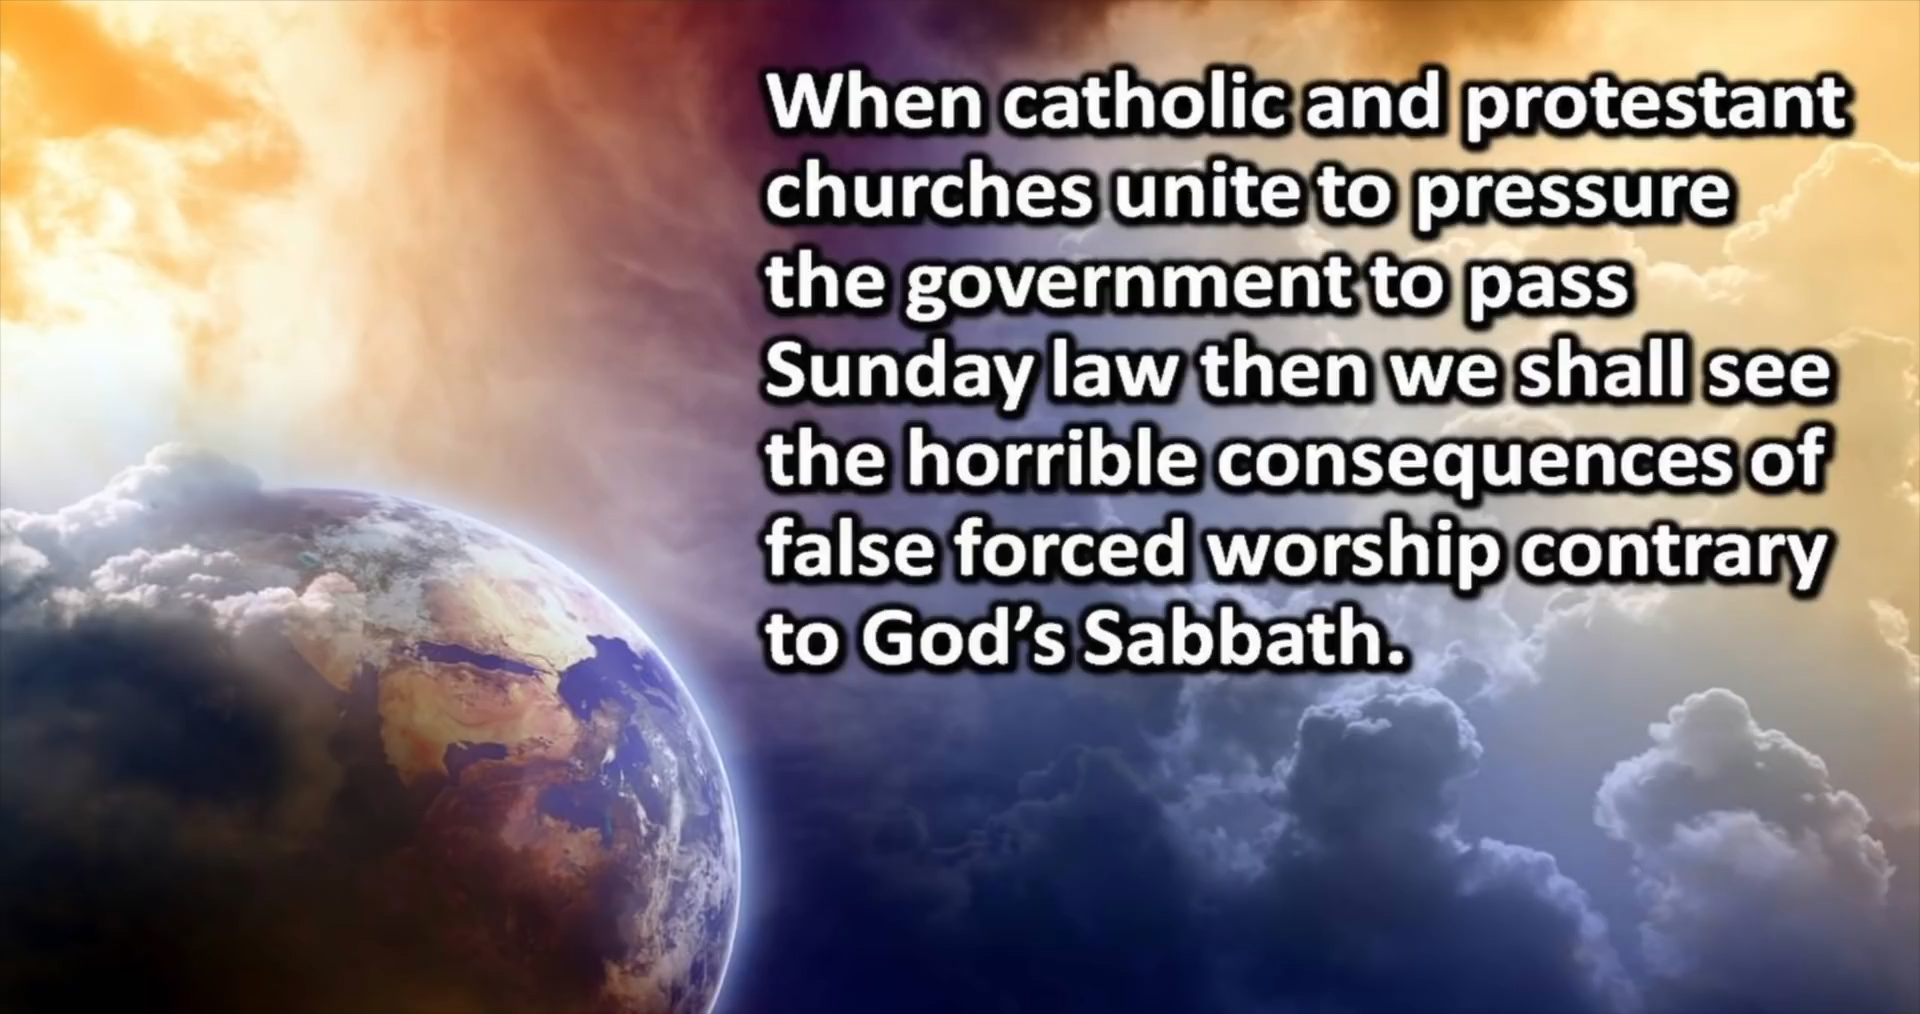 When catholic and protestant
churches unite to pressure
the government to pass
Sunday law then we shall see
the horrible consequences of
false forced worship contrary
to God’s Sabbath.